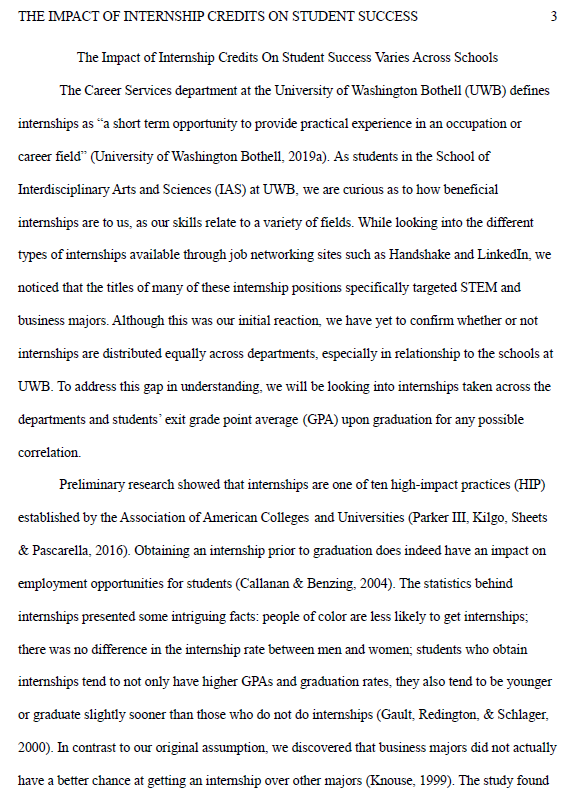 THE IMPACT OF INTERNSHIP CREDITS ON STUDENT SUCCESS 3
The Impact of Internship Credits On Student Success Varies Across Schools
The Career Services department at the University of Washington Bothell (UWB) defines
internships as “a short term opportunity to provide practical experience in an occupation or
career field” (University of Washington Bothell, 2019a). As students in the School of
Interdisciplinary Arts and Sciences (IAS) at UWB, we are curious as to how beneficial
internships are to us, as our skills relate to a variety of fields. While looking into the different
types of internships available through job networking sites such as Handshake and LinkedIn, we
noticed that the titles of many of these internship positions specifically targeted STEM and
business majors. Although this was our initial reaction, we have yet to confirm whether or not
internships are distributed equally across departments, especially in relationship to the schools at
UWB. To address this gap in understanding, we will be looking into internships taken across the
departments and students’ exit grade point average (GPA) upon graduation for any possible
correlation.
Preliminary research showed that internships are one of ten high-impact practices (HIP)
established by the Association of American Colleges and Universities (Parker III, Kilgo, Sheets
& Pascarella, 2016). Obtaining an internship prior to graduation does indeed have an impact on
employment opportunities for students (Callanan & Benzing, 2004). The statistics behind
internships presented some intriguing facts: people of color are less likely to get internships;
there was no difference in the internship rate between men and women; students who obtain
internships tend to not only have higher GPAs and graduation rates, they also tend to be younger
or graduate slightly sooner than those who do not do internships (Gault, Redington, & Schlager,
2000). In contrast to our original assumption, we discovered that business majors did not actually
have a better chance at getting an internship over other majors (Knouse, 1999). The study found